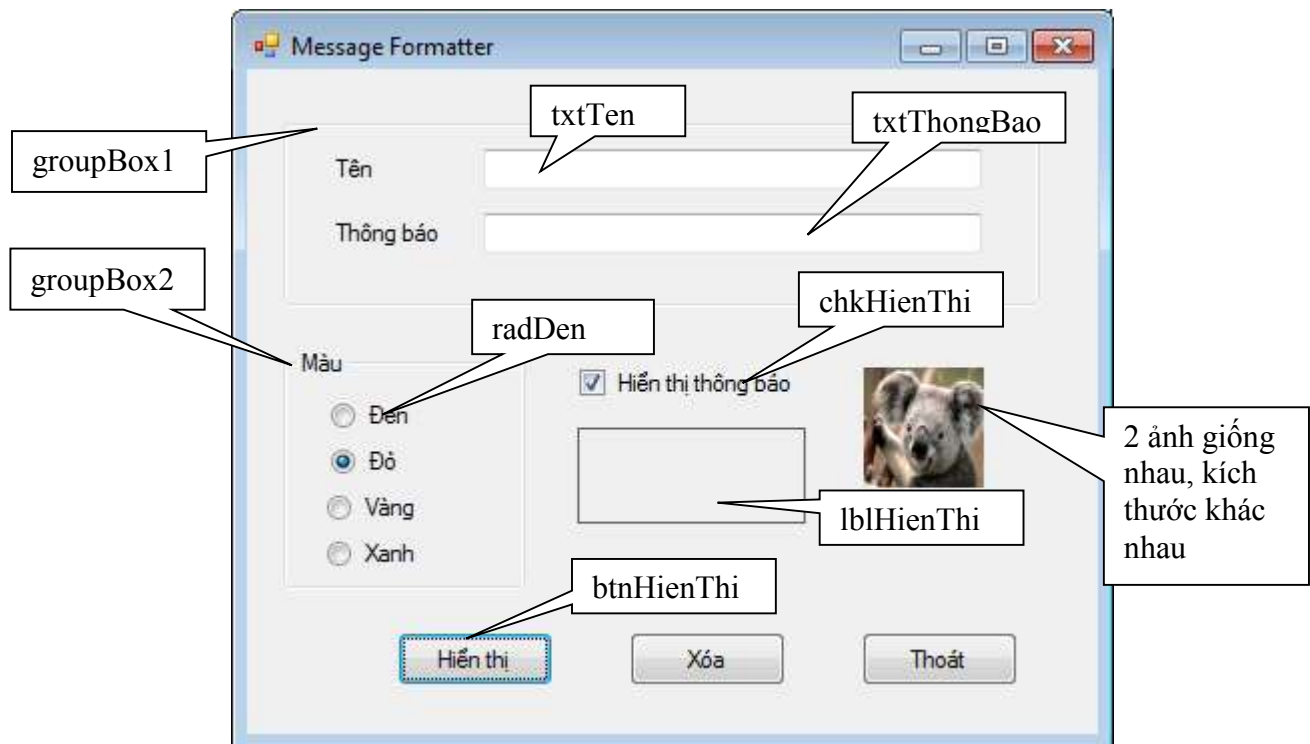 Message Formatter
txtTen
txtThongBao
groupBox1
Tên
Thông báo
groupBox2
chkHienThi
radDen
Màu
Hiển thị thông báo
Đen
2 ảnh giống
nhau, kích
thước khác
nhau
Đỏ
Vàng
lblHienThi
Xanh
btnHienThi
Hiển thị
Xóa
Thoát